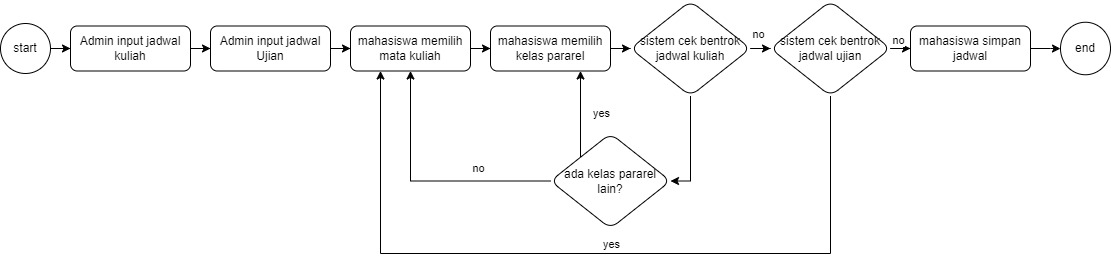 start
Admin input jadwal
kuliah
Admin input jadwal
Ujian
mahasiswa memilih
mata kuliah
mahasiswa memilih
kelas pararel
sistem cek bentrok
jadwal kuliah
no
sistem cek bentrok
jadwal ujian
no
mahasiswa simpan
jadwal
end
yes
no
ada kelas pararel
lain?
yes